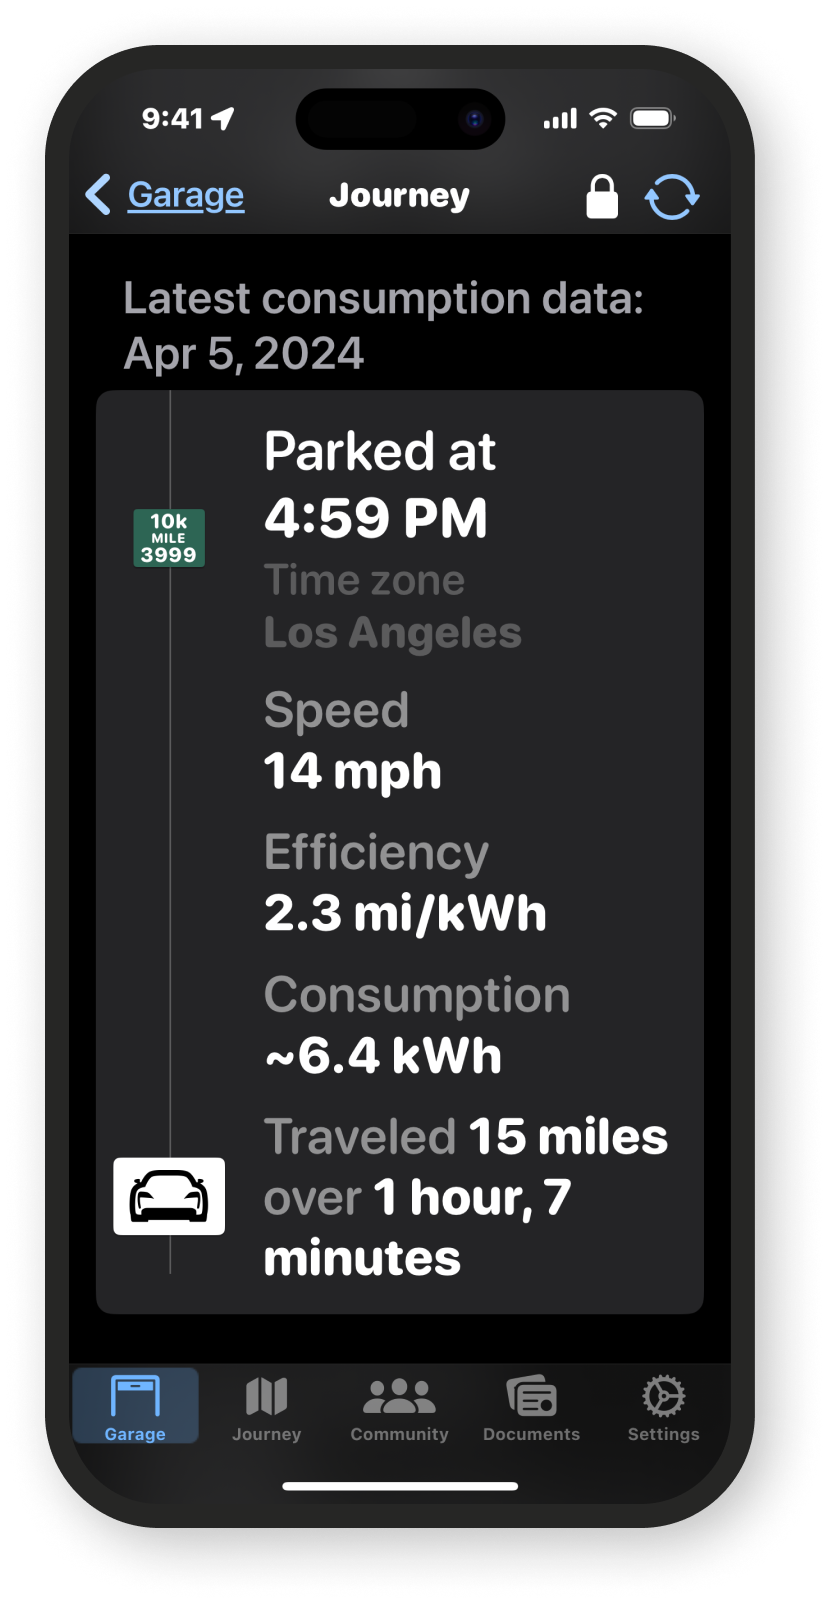 9:41
Garage
Journey
Latest consumption data:
Apr 5, 2024
Parked at
4:59 PM
10k
MILE
3999
Time zone
Los Angeles
Speed
14 mph
Efficiency
2.3 mi/kWh
Consumption
~6.4 kWh
Traveled 15 miles
over 1 hour, 7
minutes
Garage
Journey
Community
Documents
Settings